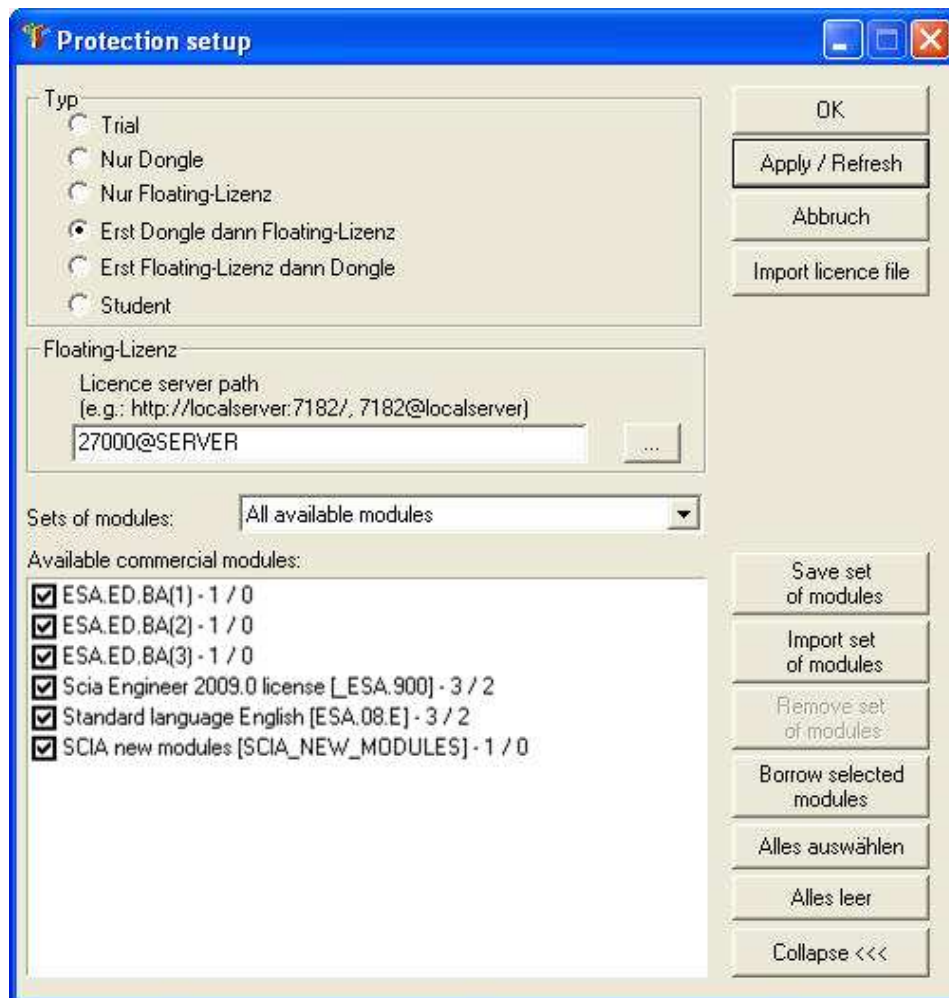 Protection setup
Typ
Trial
Nur Dongle
Nur Floating-Lizenz
Erst Dongle dann Floating-Lizenz
Erst Floating-Lizenz dann Dongle
Student
OK
Apply / Refresh
Abbruch
Import licence file
Floating-Lizenz
Licence server path
(e.g.: http://localserver:7182/, 7182@localserver)
27000@SERVER
...
Sets of modules:
All available modules
Available commercial modules:
ESA.ED.BA(1) - 1 / 0
ESA.ED.BA(2) - 1 / 0
ESA.ED.BA(3) - 1 / 0
Scia Engineer 2009.0 license [_ESA.900] - 3 / 2
Standard language English [ESA.08.E] - 3 / 2
SCIA new modules [SCIA_NEW_MODULES] - 1 / 0
Save set
of modules
Import set
of modules
Remove set
of modules
Borrow selected
modules
Alles auswählen
Alles leer
Collapse <<<